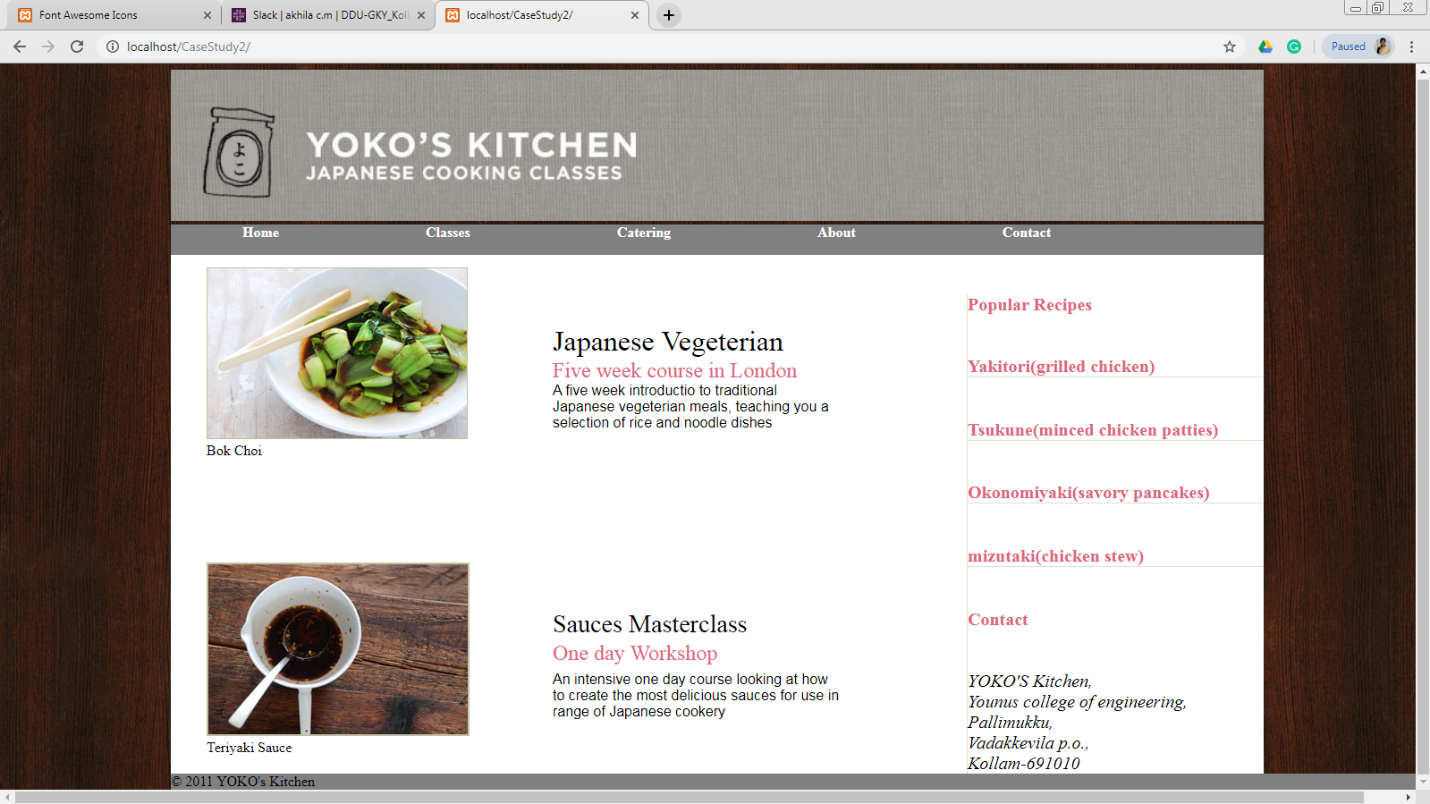 Font Awesome Icons
Slack | akhila c.m | DDU-GKY_Koll
localhost/CaseStudy2/
localhost/CaseStudy2/
Paused
よこ
YOKO'S KITCHEN
JAPANESE COOKING CLASSES
Home Classes Catering About Contact
Bok Choi
Japanese Vegeterian
Five week course in London
A five week introductio to traditional
Japanese vegeterian meals, teaching you a
selection of rice and noodle dishes
Teriyaki Sauce
Sauces Masterclass
One day Workshop
An intensive one day course looking at how
to create the most delicious sauces for use in
range of Japanese cookery
Popular Recipes
Yakitori(grilled chicken)
Tsukune(minced chicken patties)
Okonomiyaki(savory pancakes)
mizutaki(chicken stew)
Contact
YOKO'S Kitchen,
Younus college of engineering,
Pallimukku,
Vadakkevila p.o.,
Kollam-691010
© 2011 YOKO's Kitchen